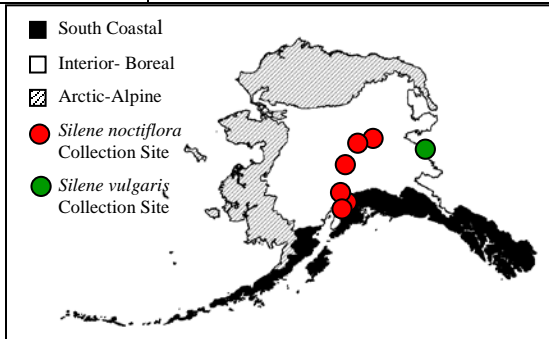 South Coastal
Interior- Boreal
Arctic-Alpine
Silene noctiflora
Collection Site
Silene vulgaris
Collection Site